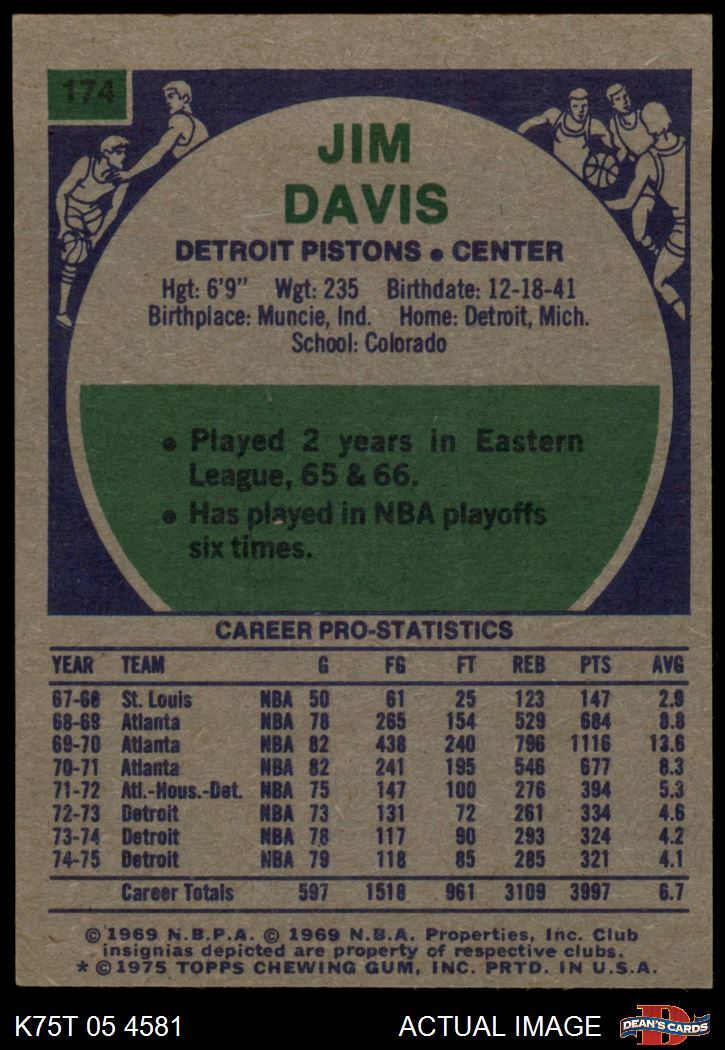 174
JIM
DAVIS
DETROIT PISTONS • CENTER
Hgt: 6'9" Wgt: 235 Birthdate: 12-18-41
Birthplace: Muncie, Ind. Home: Detroit, Mich.
School: Colorado
• Played 2 years in Eastern
League, 65 & 66.
• Has played in NBA playoffs
six times.
CAREER PRO-STATISTICS
YEAR TEAM G FG FT REB PTS AVG
67-68 St. Louis NBA 50 61 25 123 147 2.9
68-69 Atlanta NBA 78 265 154 529 684 8.8
69-70 Atlanta NBA 82 438 240 796 1116 13.6
70-71 Atlanta NBA 82 241 195 546 677 8.3
71-72 Atl.-Hous.-Det. NBA 75 147 100 276 394 5.3
72-73 Detroit NBA 73 131 72 261 334 4.6
73-74 Detroit NBA 78 117 90 293 324 4.2
74-75 Detroit NBA 79 118 85 285 321 4.1
Career Totals 597 1518 961 3109 3997 6.7
© 1969 N.B.P.A. © 1969 N.B.A. Properties, Inc. Club
insignias depicted are property of respective clubs.
* © 1975 TOPPS CHEWING GUM, INC. PRTD. IN U.S.A.
K75T 05 4581 ACTUAL IMAGE DEAN'S CARDS